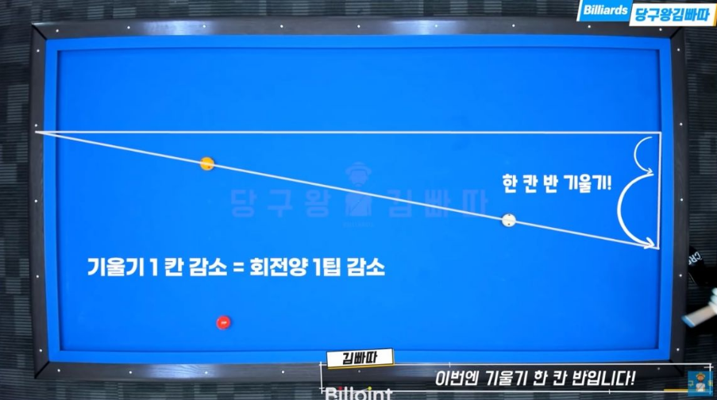 Billiards 당구왕김빠따
한 칸 반 기울기!
당구왕 김빠따
기울기 1 칸 감소 = 회전양 1팁 감소
김빠따
이번엔 기울기 한 칸 반입니다!
Billoint